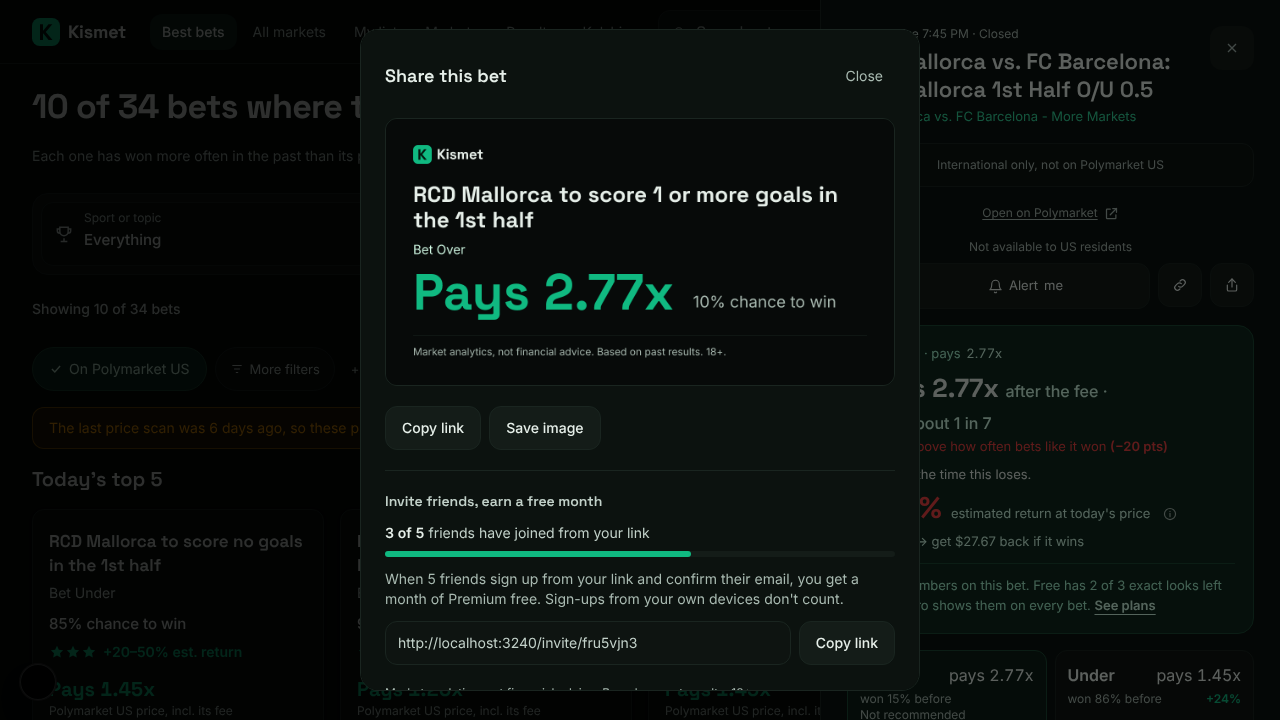 Kismet
Best bets
All markets
7:45 PM · Closed
allorca vs. FC Barcelona:
allorca 1st Half O/U 0.5
vs. FC Barcelona - More Markets
10 of 34 bets where
Each one has won more often in the past than its
Sport or topic
Everything
Showing 10 of 34 bets
On Polymarket US
More filters
+
The last price scan was 6 days ago, so these
Today's top 5
RCD Mallorca to score no goals
in the 1st half
Bet Under
85% chance to win
★★★ +20–50% est. return
Pays 1.45x
Polymarket US price, incl. its fee
Share this bet
Close
Kismet
RCD Mallorca to score 1 or more goals in
the 1st half
Bet Over
Pays 2.77x
10% chance to win
Market analytics, not financial advice. Based on past results. 18+.
Copy link
Save image
Invite friends, earn a free month
3 of 5 friends have joined from your link
When 5 friends sign up from your link and confirm their email, you get a
month of Premium free. Sign-ups from your own devices don't count.
http://localhost:3240/invite/fru5vjn3
Copy link
Polymarket US price, incl. its fee
Polymarket US price, incl. it
International only, not on Polymarket US
Open on Polymarket
Not available to US residents
Alert me
· pays 2.77x
2.77x after the fee ·
out 1 in 7
how often bets like it won (−20 pts)
the time this loses.
% estimated return at today's price
→ get $27.67 back if it wins
on this bet. Free has 2 of 3 exact looks left
shows them on every bet. See plans
pays 2.77x
won 15% before
Not recommended
Under
pays 1.45x
won 86% before
+24%